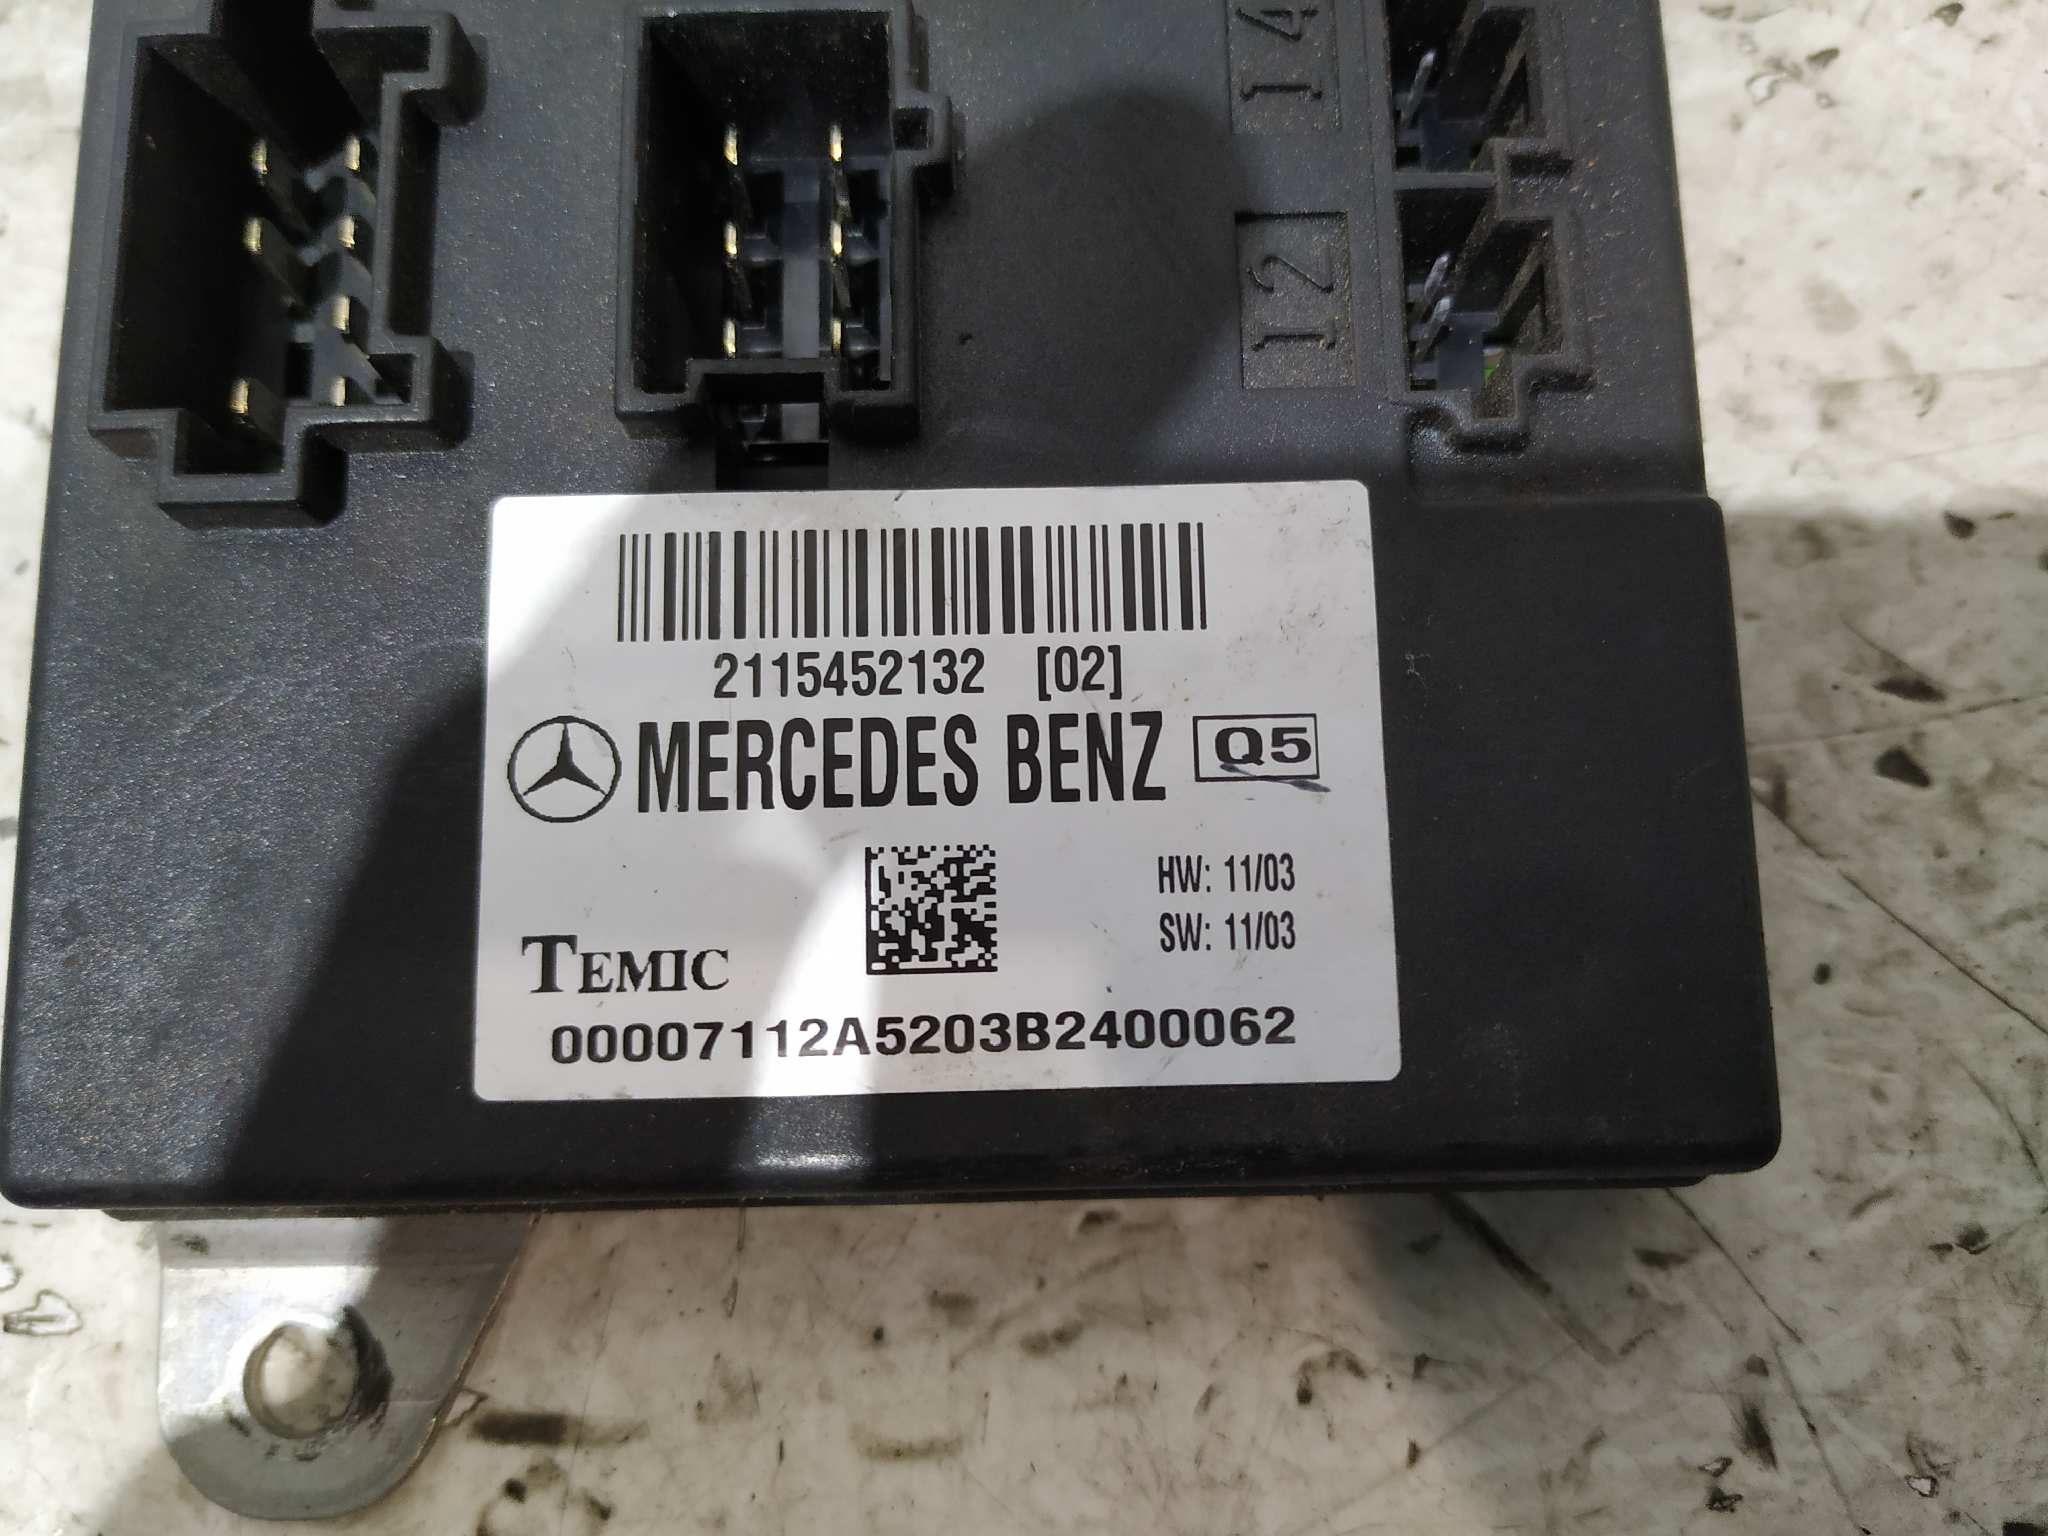 14
12
2115452132 [02]
MERCEDES BENZ Q5
HW: 11/03
SW: 11/03
TEMIC
00007112A5203B2400062